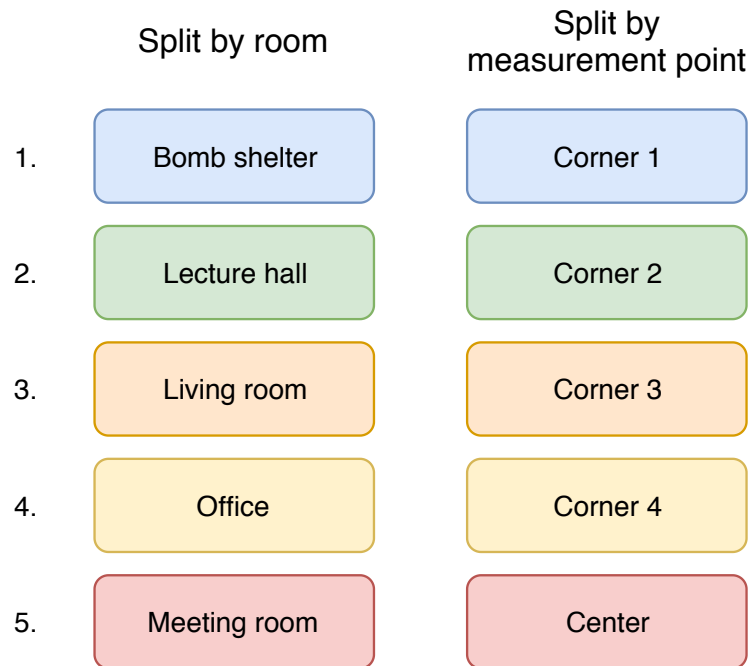 Split by room
Split by
measurement point
1. Bomb shelter Corner 1
2. Lecture hall Corner 2
3. Living room Corner 3
4. Office Corner 4
5. Meeting room Center